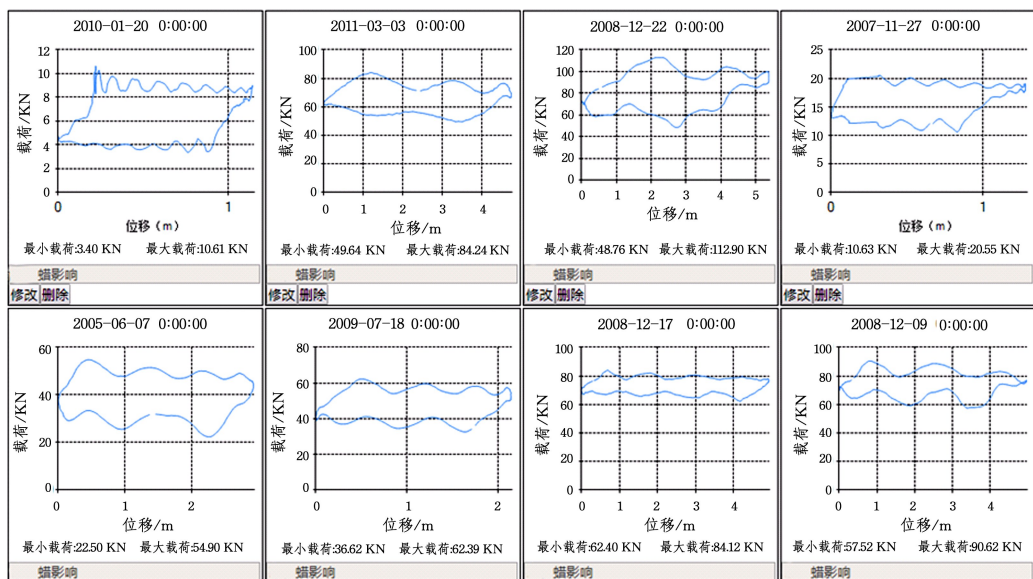 2010-01-20 0:00:00
12
10
8
6
4
2
0
载荷/KN
0 1
位移（m）
最小载荷:3.40 KN 最大载荷:10.61 KN
蜡影响
修改 删除
2011-03-03 0:00:00
100
80
60
40
20
0
载荷/KN
0 1 2 3 4
位移/m
最小载荷:49.64 KN 最大载荷:84.24 KN
蜡影响
修改 删除
2008-12-22 0:00:00
120
100
80
60
40
20
0
载荷/KN
0 1 2 3 4 5
位移/m
最小载荷:48.76 KN 最大载荷:112.90 KN
蜡影响
修改 删除
2007-11-27 0:00:00
25
20
15
10
5
0
载荷/KN
0 1
位移（m）
最小载荷:10.63 KN 最大载荷:20.55 KN
蜡影响
修改 删除
2005-06-07 0:00:00
60
40
20
0
载荷/KN
0 1 2
位移/m
最小载荷:22.50 KN 最大载荷:54.90 KN
蜡影响
2009-07-18 0:00:00
80
60
40
20
0
载荷/KN
0 1 2
位移/m
最小载荷:36.62 KN 最大载荷:62.39 KN
蜡影响
2008-12-17 0:00:00
100
80
60
40
20
0
载荷/KN
0 1 2 3 4
位移/m
最小载荷:62.40 KN 最大载荷:84.12 KN
蜡影响
2008-12-09 0:00:00
100
80
60
40
20
0
载荷/KN
0 1 2 3 4
位移/m
最小载荷:57.52 KN 最大载荷:90.62 KN
蜡影响